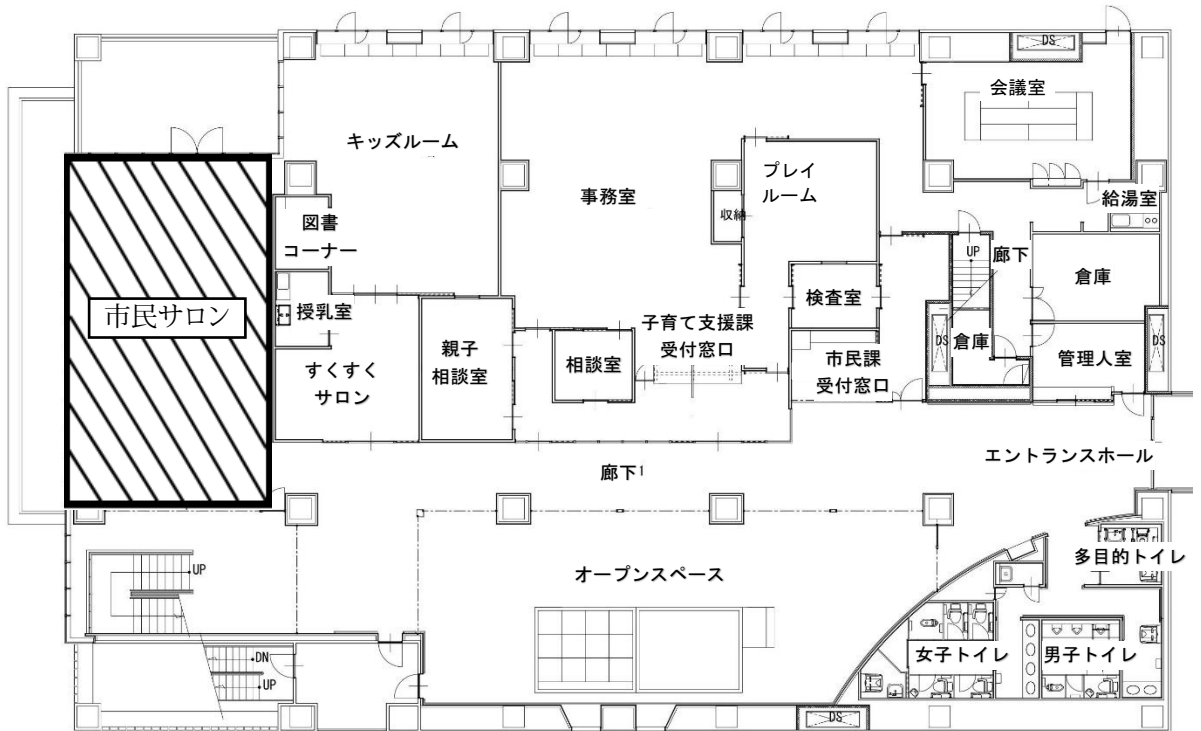 DS
会議室
キッズルーム
プレイ
ルーム
事務室
収納
給湯室
図書
コーナー
UP
廊下
倉庫
検査室
市民サロン
授乳室
子育て支援課
受付窓口
親子
相談室
相談室
市民課
受付窓口
DS
倉庫
管理人室
DS
すくすく
サロン
エントランスホール
廊下1
多目的トイレ
UP
オープンスペース
女子トイレ
男子トイレ
DN
UP
DS